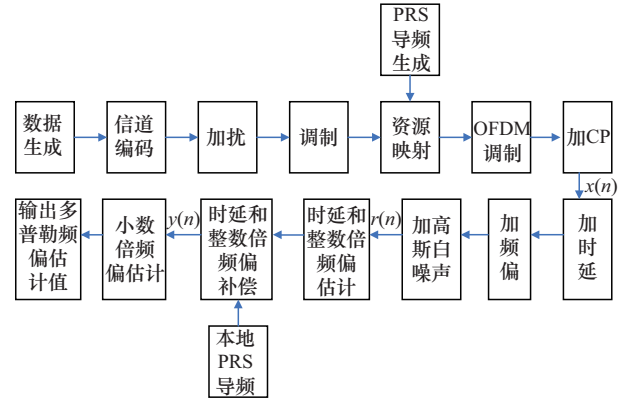 PRS
导频
生成
数据
生成
信道
编码
加扰
调制
资源
映射
OFDM
调制
加CP
x(n)
输出多
普勒频
偏估
计值
小数
倍频
偏估计
y(n)
时延和
整数倍
频偏
补偿
时延和
整数倍
频偏
估计
r(n)
加高
斯白
噪声
加
频
偏
加
时
延
本地
PRS
导频